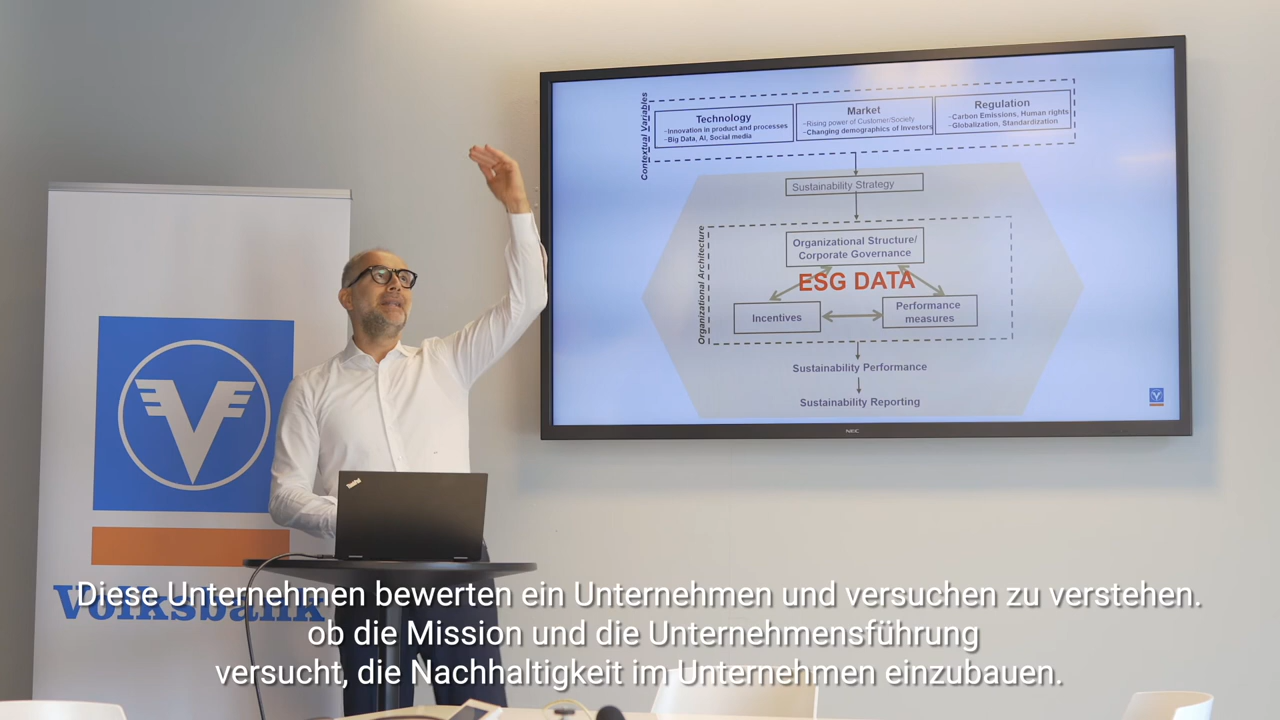 Contextual Variables
Technology
-Innovation in product and processes
-Big Data, AI, Social media
Market
-Rising power of Customer/Society
-Changing demographics of Investors
Regulation
-Carbon Emissions, Human rights
-Globalization, Standardization
Sustainability Strategy
Organizational Architecture
Organizational Structure/
Corporate Governance
ESG DATA
Incentives
Performance
measures
Sustainability Performance
Sustainability Reporting
NEC
ThinkPad
Volksbank
Diese Unternehmen bewerten ein Unternehmen und versuchen zu verstehen.
ob die Mission und die Unternehmensführung
versucht, die Nachhaltigkeit im Unternehmen einzubauen.